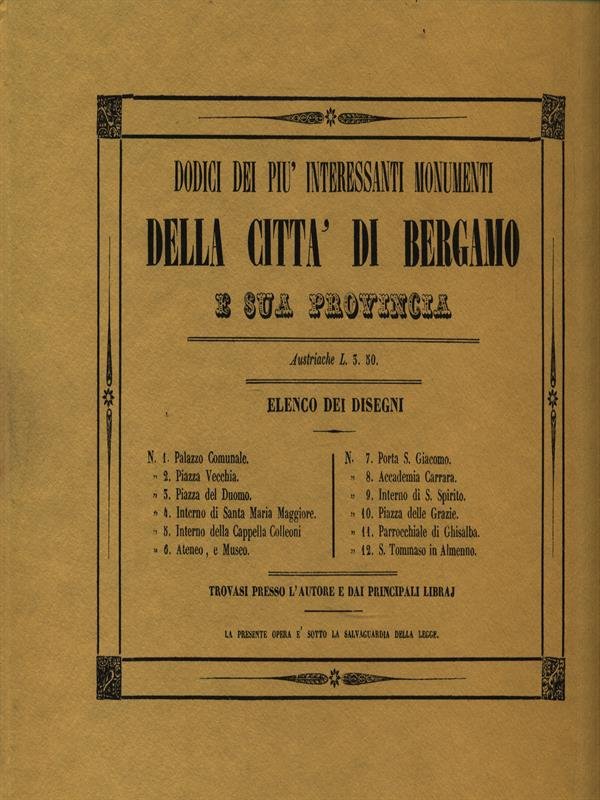 DODICI DEI PIU' INTERESSANTI MONUMENTI
DELLA CITTA' DI BERGAMO
E SUA PROVINCIA
Austriache L. 3. 50.
ELENCO DEI DISEGNI
N. 1. Palazzo Comunale.
" 2. Piazza Vecchia.
" 3. Piazza del Duomo.
" 4. Interno di Santa Maria Maggiore.
" 5. Interno della Cappella Colleoni
" 6. Ateneo, e Museo.
N. 7. Porta S. Giacomo.
" 8. Accademia Carrara.
" 9. Interno di S. Spirito.
" 10. Piazza delle Grazie.
" 11. Parrocchiale di Ghisalba.
" 12. S. Tommaso in Almenno.
TROVASI PRESSO L'AUTORE E DAI PRINCIPALI LIBRAJ
LA PRESENTE OPERA E' SOTTO LA SALVAGUARDIA DELLA LEGGE.